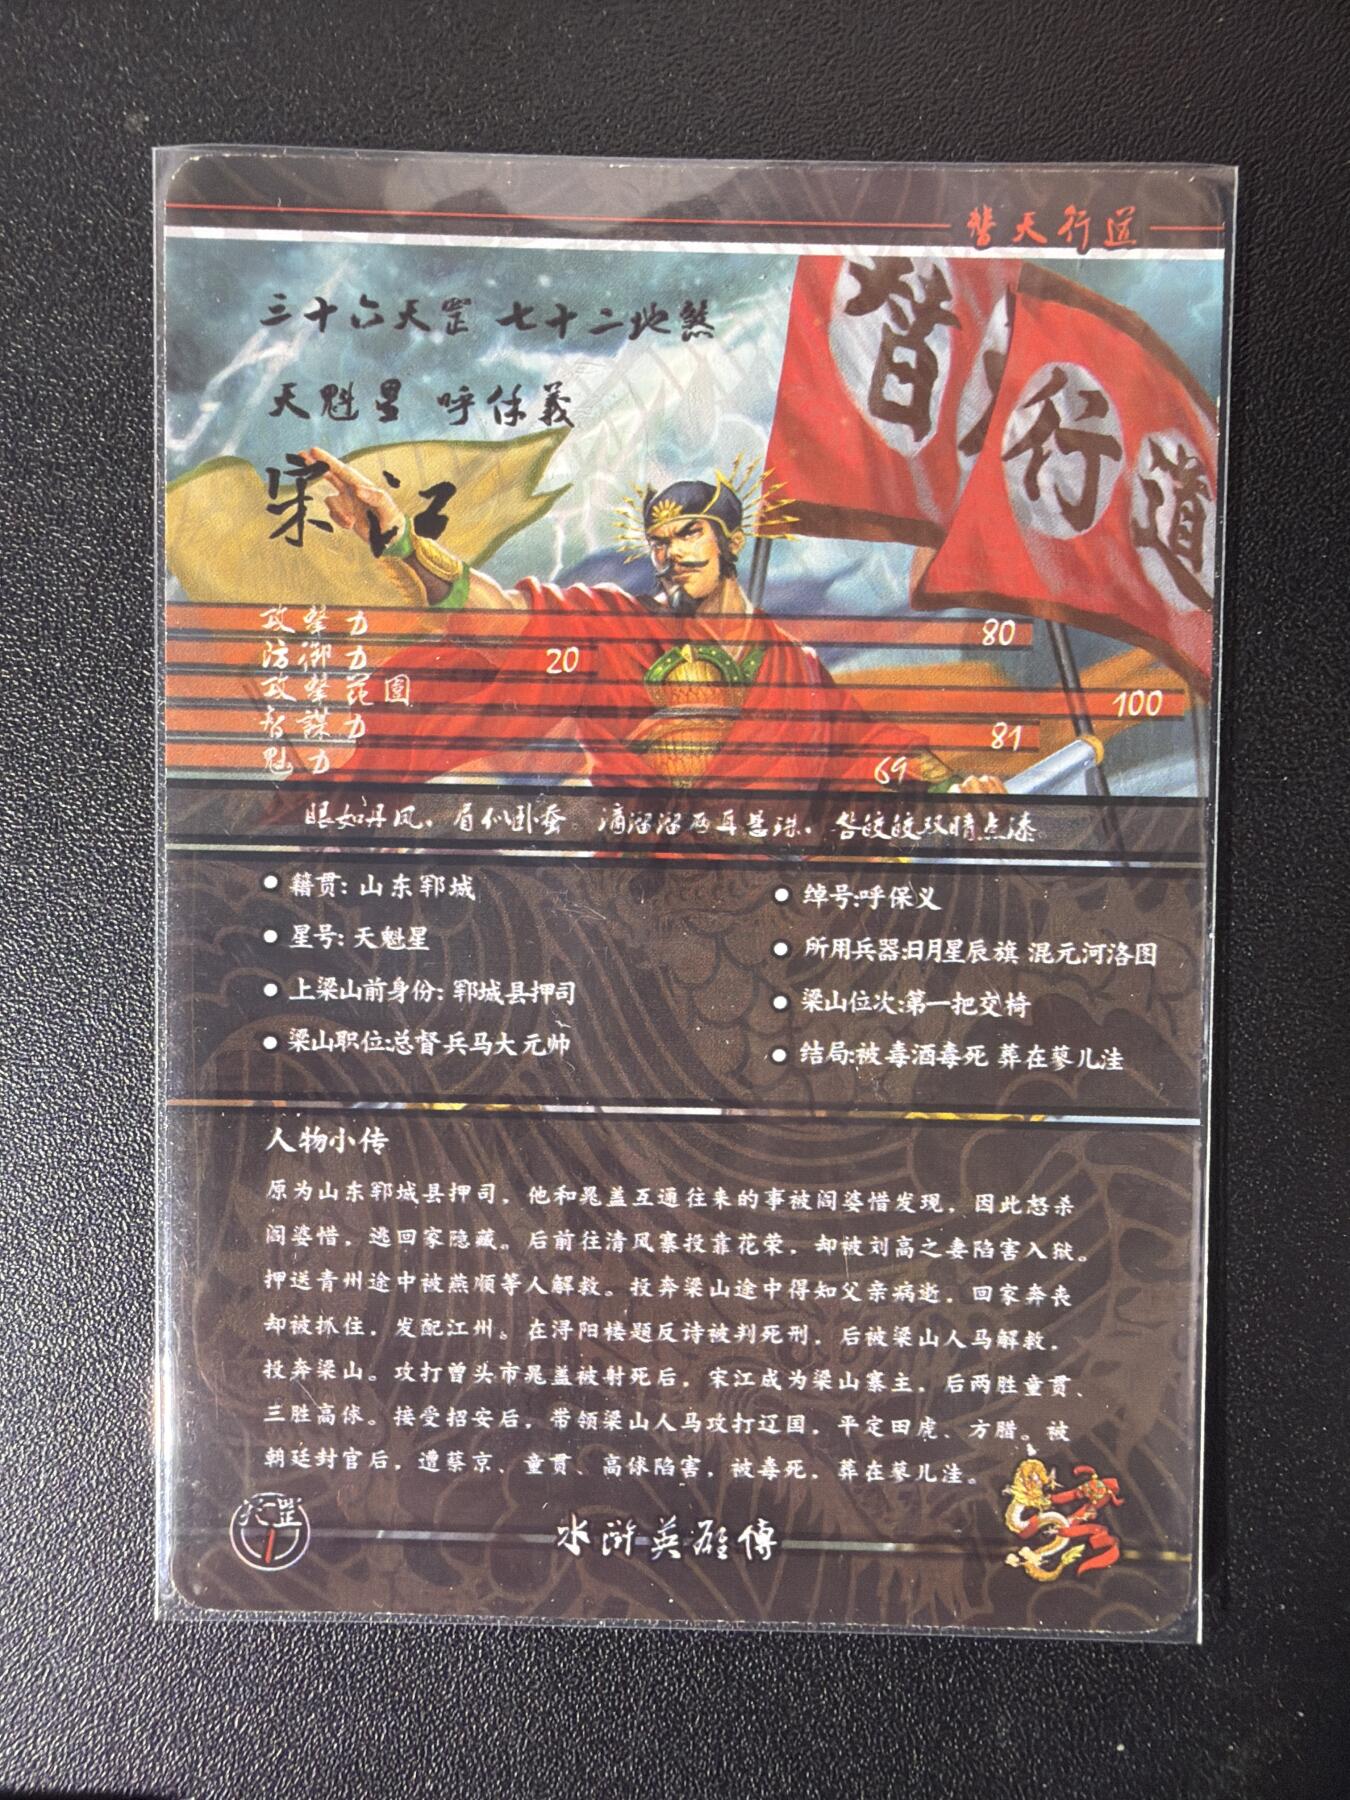 替天行道
替
行
道
三十六天罡 七十二地煞
天魁星 呼保義
宋江
攻擊力 80
防御力 20
攻擊范圍 100
智謀力 81
魅力 69
眼如丹凤,眉似卧蚕。滴溜溜两耳悬珠,皎皎双睛点漆
籍贯: 山东郓城
星号: 天魁星
上梁山前身份: 郓城县押司
梁山职位:总督兵马大元帅
绰号:呼保义
所用兵器:日月星辰旗 混元河洛图
梁山位次:第一把交椅
结局:被毒酒毒死 葬在蓼儿洼
人物小传
原为山东郓城县押司,他和晁盖互通往来的事被阎婆惜发现,因此怒杀
阎婆惜,逃回家隐藏。后前往清风寨投靠花荣,却被刘高之妻陷害入狱。
押送青州途中被燕顺等人解救。投奔梁山途中得知父亲病逝,回家奔丧
却被抓住,发配江州。在浔阳楼题反诗被判死刑,后被梁山人马解救,
投奔梁山。攻打曾头市晁盖被射死后,宋江成为梁山寨主,后两胜童贯、
三胜高俅。接受招安后,带领梁山人马攻打辽国,平定田虎、方腊。被
朝廷封官后,遭蔡京、童贯、高俅陷害,被毒死,葬在蓼儿洼。
天罡
1
水浒英雄傳